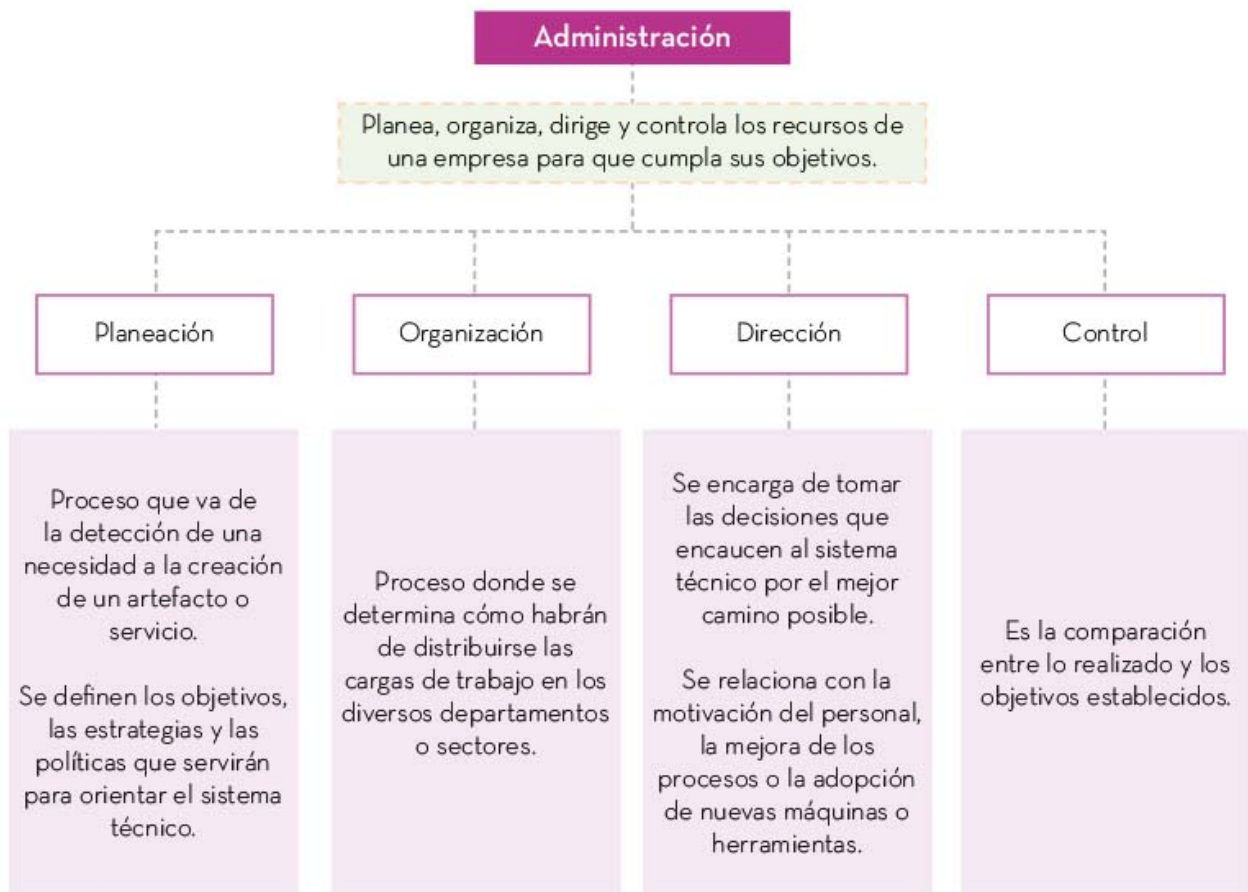 Administración
Planea, organiza, dirige y controla los recursos de
una empresa para que cumpla sus objetivos.
Planeación
Organización
Dirección
Control
Proceso que va de
la detección de una
necesidad a la creación
de un artefacto o
servicio.
Se definen los objetivos,
las estrategias y las
políticas que servirán
para orientar el sistema
técnico.
Proceso donde se
determina cómo habrán
de distribuirse las
cargas de trabajo en los
diversos departamentos
o sectores.
Se encarga de tomar
las decisiones que
encaucen al sistema
técnico por el mejor
camino posible.
Se relaciona con la
motivación del personal,
la mejora de los
procesos o la adopción
de nuevas máquinas o
herramientas.
Es la comparación
entre lo realizado y los
objetivos establecidos.